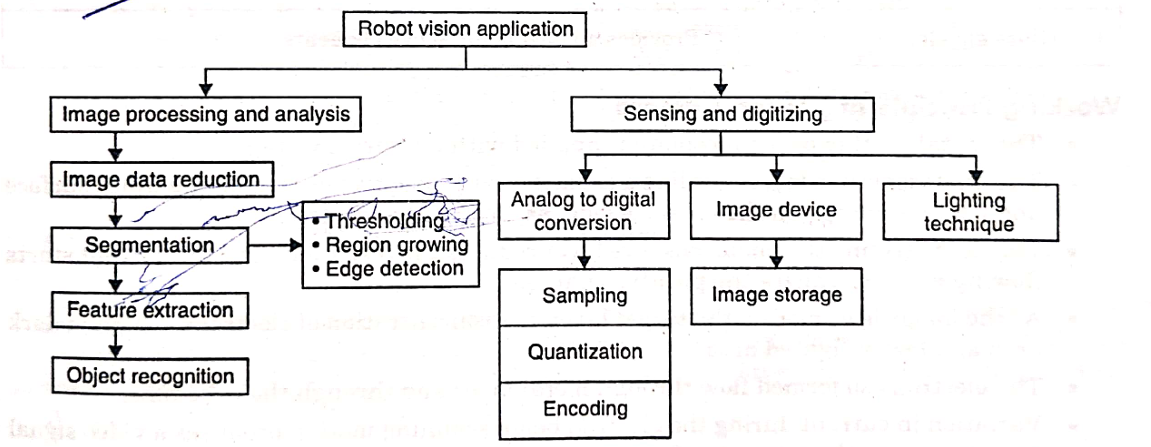 Robot vision application
Image processing and analysis
Image data reduction
Segmentation
• Thresholding
• Region growing
• Edge detection
Feature extraction
Object recognition
Sensing and digitizing
Analog to digital
conversion
Sampling
Quantization
Encoding
Image device
Image storage
Lighting
technique